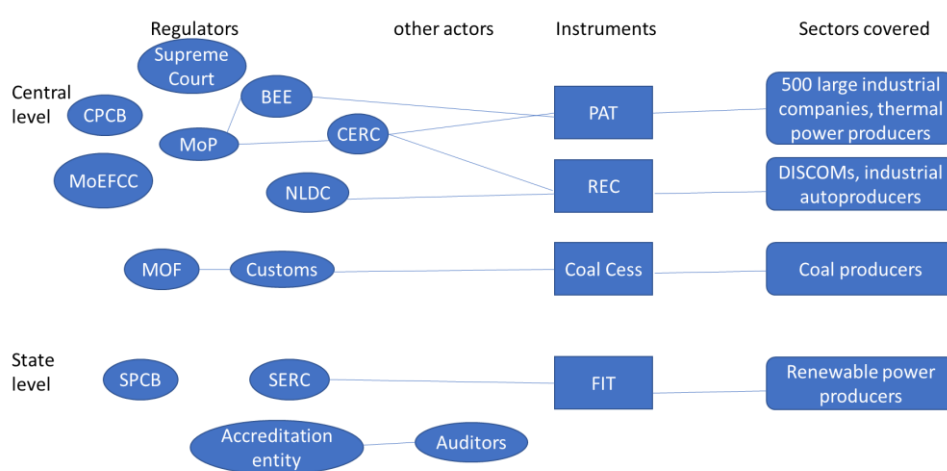 Regulators
other actors
Instruments
Sectors covered
Supreme
Court
Central
level
CPCB
BEE
MoP
CERC
PAT
500 large industrial
companies, thermal
power producers
MoEFCC
NLDC
REC
DISCOMs, industrial
autoproducers
MOF
Customs
Coal Cess
Coal producers
State
level
SPCB
SERC
FIT
Renewable power
producers
Accreditation
entity
Auditors